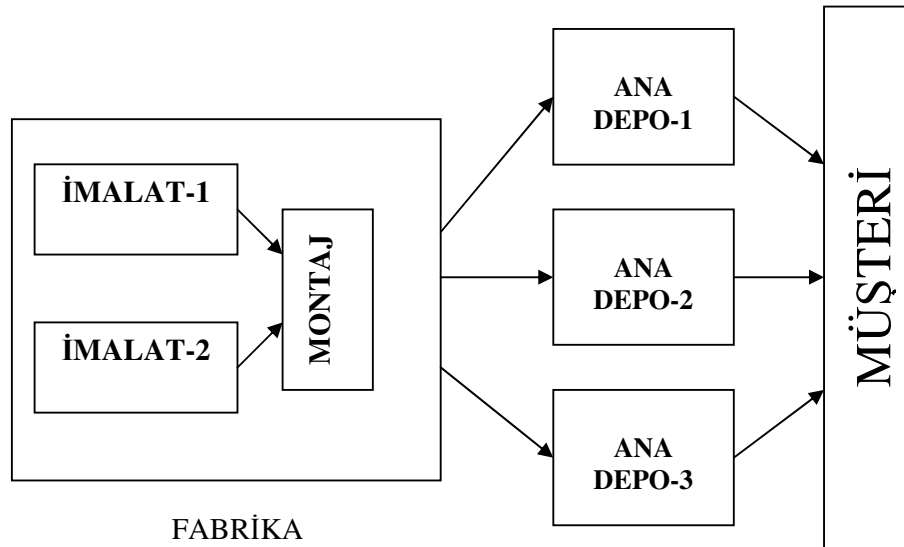 İMALAT-1
İMALAT-2
MONTAJ
FABRİKA
ANA
DEPO-1
ANA
DEPO-2
ANA
DEPO-3
MÜŞTERİ